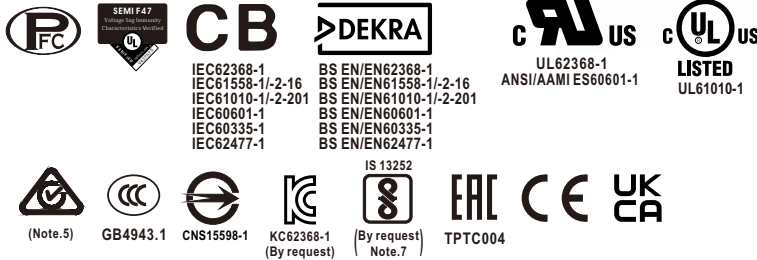 PFC
SEMI F47
Voltage Sag Immunity
Characteristics Verified
UL
CB
DEKRA
c RU US
c UL US
LISTED
IEC62368-1
IEC61558-1/-2-16
IEC61010-1/-2-201
IEC60601-1
IEC60335-1
IEC62477-1
BS EN/EN62368-1
BS EN/EN61558-1/-2-16
BS EN/EN61010-1/-2-201
BS EN/EN60601-1
BS EN/EN60335-1
BS EN/EN62477-1
UL62368-1
ANSI/AAMI ES60601-1
UL61010-1
(Note.5)
CCC
GB4943.1
CNS15598-1
KC
KC62368-1
(By request)
IS 13252
(By request)
Note.7
EAC
TPTC004
CE
UK
CA